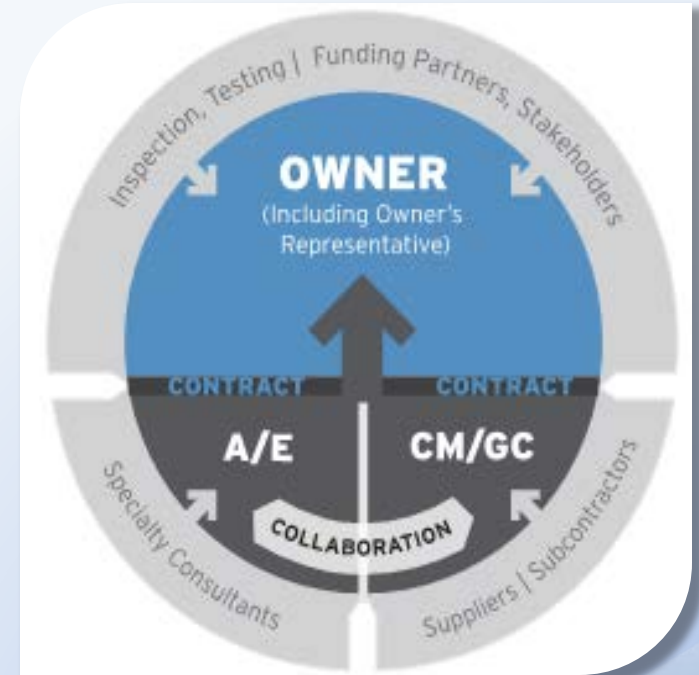 Inspection, Testing | Funding Partners, Stakeholders
OWNER
(Including Owner's
Representative)
CONTRACT CONTRACT
A/E CM/GC
COLLABORATION
Specialty Consultants
Suppliers | Subcontractors